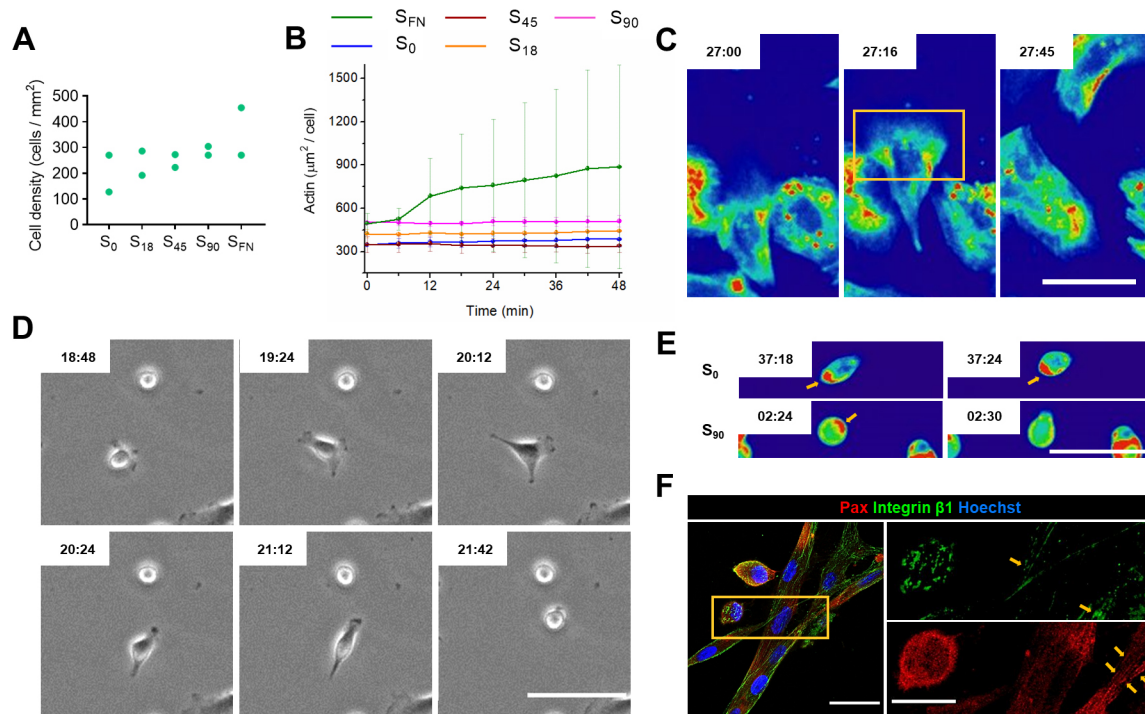 A
Cell density (cells / mm²)
500
400
300
200
100
0
S₀ S₁₈ S₄₅ S₉₀ S_FN
B
S_FN S₄₅ S₉₀
S₀ S₁₈
Actin (μm² / cell)
1500
1200
900
600
300
0 12 24 36 48
Time (min)
C
27:00 27:16 27:45
D
18:48 19:24 20:12
20:24 21:12 21:42
E
S₀ 37:18 37:24
S₉₀ 02:24 02:30
F
Pax Integrin β1 Hoechst